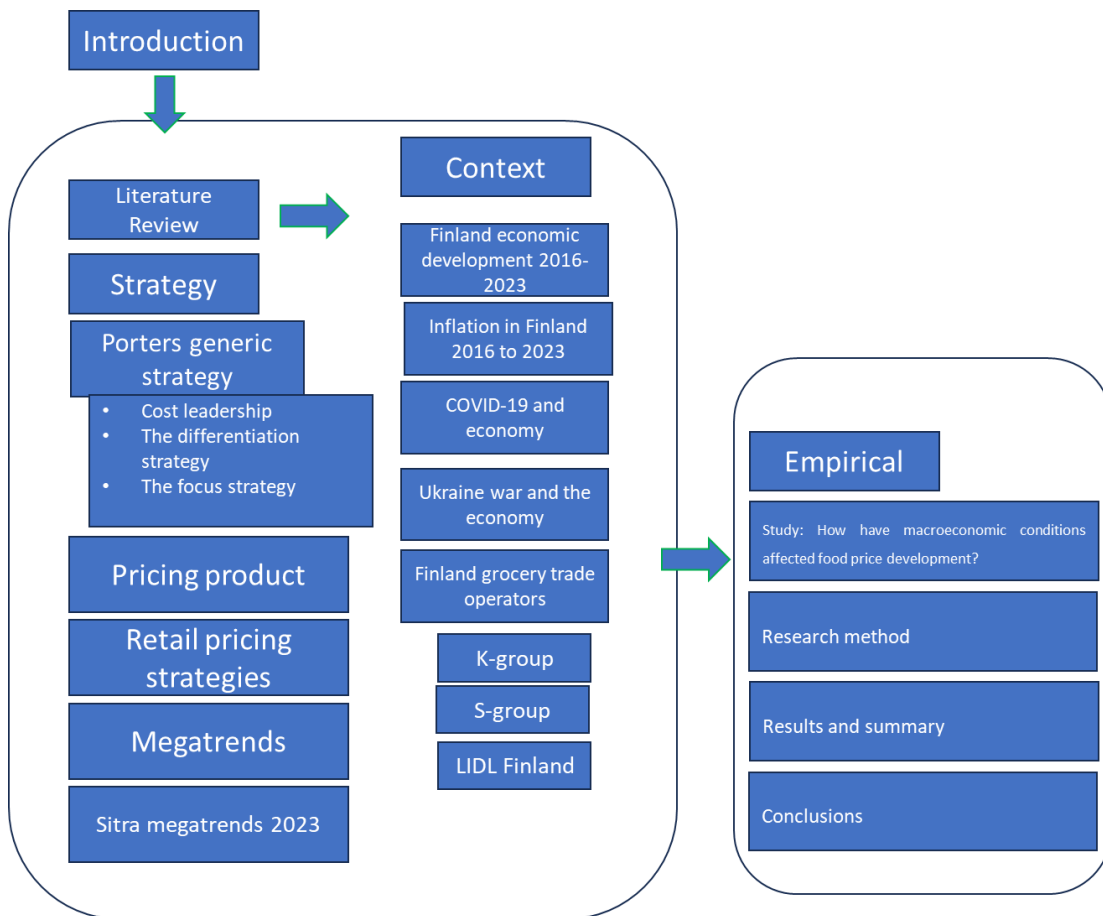 Introduction
Literature
Review
Strategy
Porters generic
strategy
• Cost leadership
• The differentiation
strategy
• The focus strategy
Pricing product
Retail pricing
strategies
Megatrends
Sitra megatrends 2023
Context
Finland economic
development 2016-
2023
Inflation in Finland
2016 to 2023
COVID-19 and
economy
Ukraine war and the
economy
Finland grocery trade
operators
K-group
S-group
LIDL Finland
Empirical
Study: How have macroeconomic conditions
affected food price development?
Research method
Results and summary
Conclusions